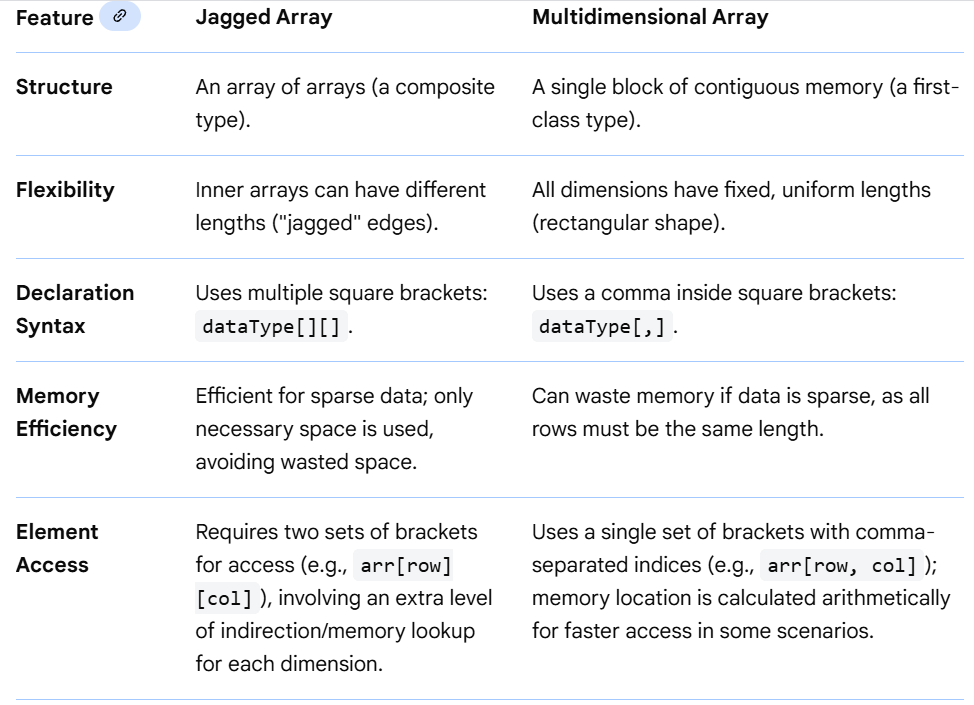 Feature Jagged Array Multidimensional Array
Structure An array of arrays (a composite A single block of contiguous memory (a first-
type). class type).
Flexibility Inner arrays can have different All dimensions have fixed, uniform lengths
lengths ("jagged" edges). (rectangular shape).
Declaration Uses multiple square brackets: Uses a comma inside square brackets:
Syntax dataType[][] . dataType[,] .
Memory Efficient for sparse data; only Can waste memory if data is sparse, as all
Efficiency necessary space is used, rows must be the same length.
avoiding wasted space.
Element Requires two sets of brackets Uses a single set of brackets with comma-
Access for access (e.g., arr[row] separated indices (e.g., arr[row, col] );
[col] ), involving an extra level memory location is calculated arithmetically
of indirection/memory lookup for faster access in some scenarios.
for each dimension.